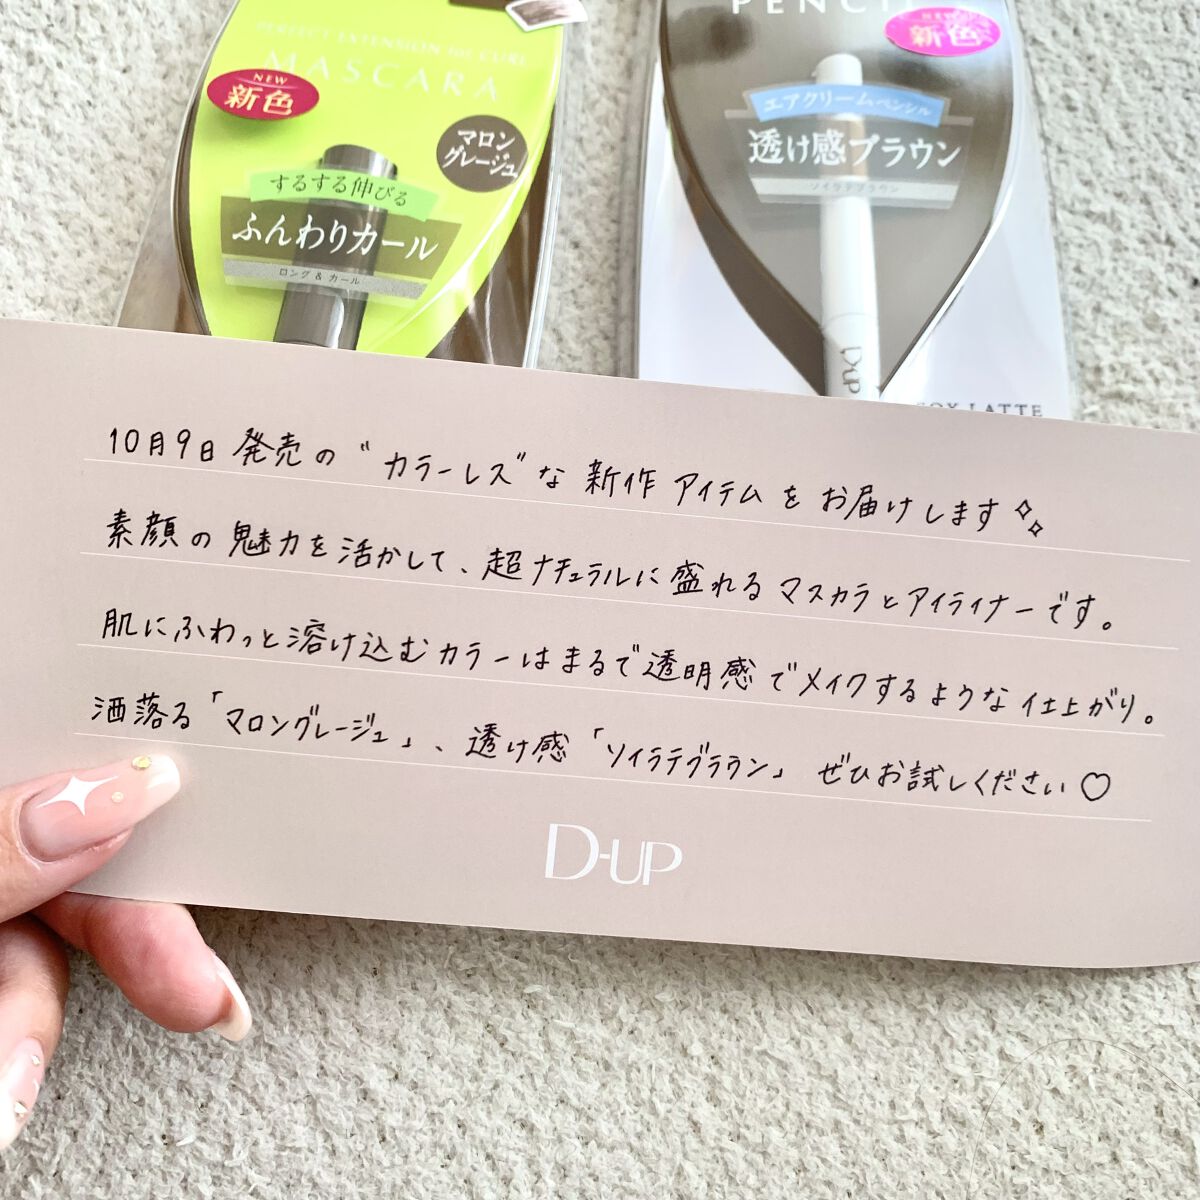 PERFECT EXTENSION for CURL
MASCARA
NEW
新色
マロン
グレージュ
するする伸びる
ふんわりカール
ロング & カール
PENCIL
NEW
新色
エアクリームペンシル
透け感ブラウン
ソイラテブラウン
D-UP
SOY LATTE
10月9日 発売の "カラーレス"な 新作 アイテム を お届けします
素顔の 魅力を 活かして、超ナチュラルに 盛れる マスカラとアイライナーです。
肌にふわっと溶け込むカラーはまるで透明感でメイクするような仕上がり。
洒落る「マロングレージュ」、透け感「ソイラテブラウン」 ぜひお試しください♡
D-UP